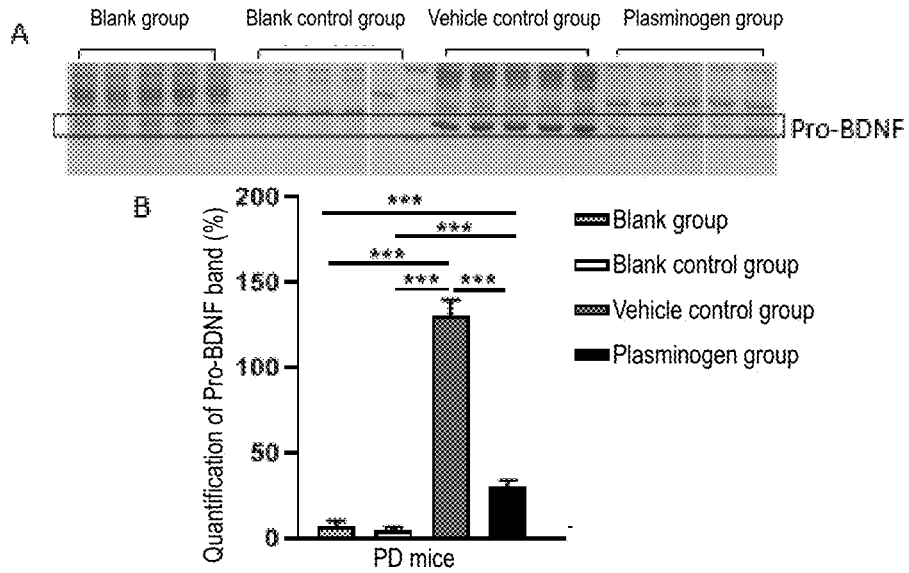 Blank group Blank control group Vehicle control group Plasminogen group
A
Pro-BDNF
B
Quantification of Pro-BDNF band (%)
200
150
100
50
0
***
***
***
*** ***
PD mice
Blank group
Blank control group
Vehicle control group
Plasminogen group